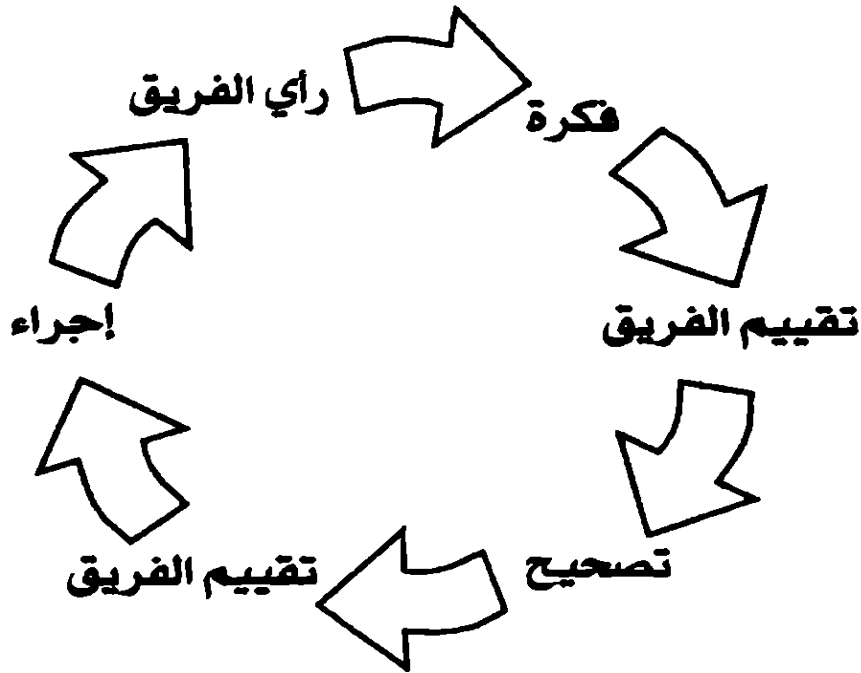 رأي الفريق
فكرة
تقييم الفريق
تصحيح
تقييم الفريق
إجراء